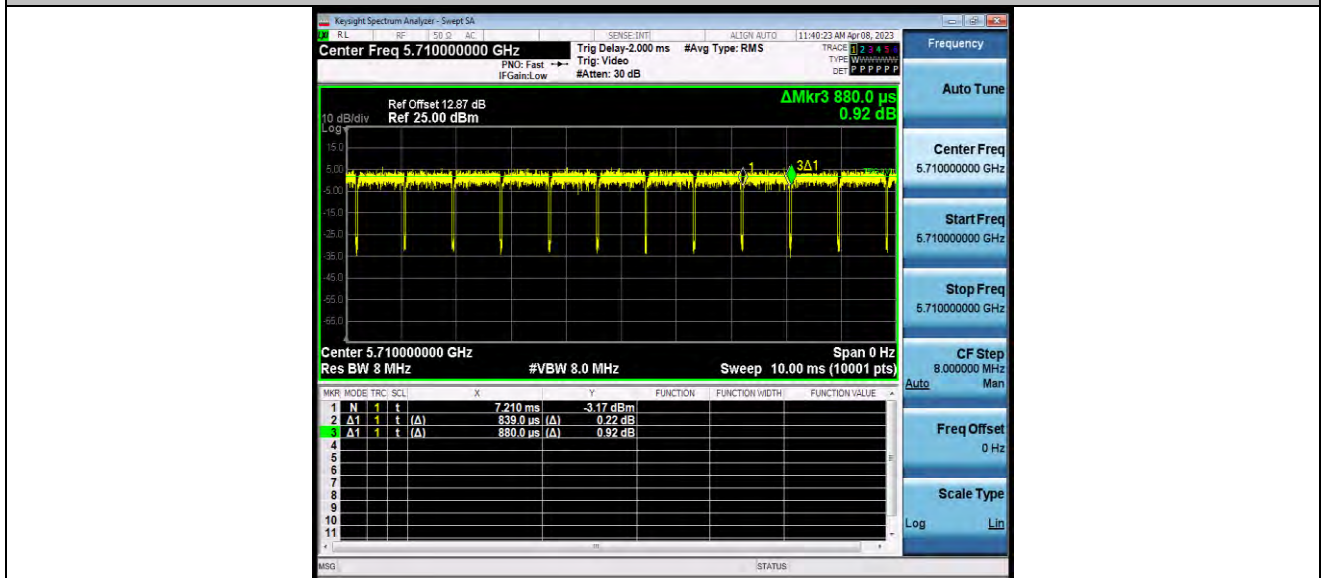 Keysight Spectrum Analyzer - Swept SA
RL RF 50 Ω AC SENSE:INT ALIGN AUTO 11:40:23 AM Apr 08, 2023
Center Freq 5.710000000 GHz Trig Delay-2.000 ms #Avg Type: RMS TRACE 1 2 3 4 5 6
PNO: Fast Trig: Video TYPE WWWWWW
IFGain:Low #Atten: 30 dB DET P P P P P P
ΔMkr3 880.0 µs
0.92 dB
Ref Offset 12.87 dB
10 dB/div Ref 25.00 dBm
Log
15.0
5.00
-5.00
-15.0
-25.0
-35.0
-45.0
-55.0
-65.0
1
3Δ1
Center 5.710000000 GHz Span 0 Hz
Res BW 8 MHz #VBW 8.0 MHz Sweep 10.00 ms (10001 pts)
MKR MODE TRC SCL X Y FUNCTION FUNCTION WIDTH FUNCTION VALUE
1 N 1 t 7.210 ms -3.17 dBm
2 Δ1 1 t (Δ) 839.0 µs (Δ) 0.22 dB
3 Δ1 1 t (Δ) 880.0 µs (Δ) 0.92 dB
4
5
6
7
8
9
10
11
MSG STATUS
Frequency
Auto Tune
Center Freq
5.710000000 GHz
Start Freq
5.710000000 GHz
Stop Freq
5.710000000 GHz
CF Step
8.000000 MHz
Auto Man
Freq Offset
0 Hz
Scale Type
Log Lin